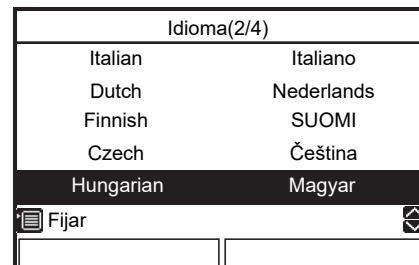 Idioma(2/4)
Italian Italiano
Dutch Nederlands
Finnish SUOMI
Czech Čeština
Hungarian Magyar
Fijar